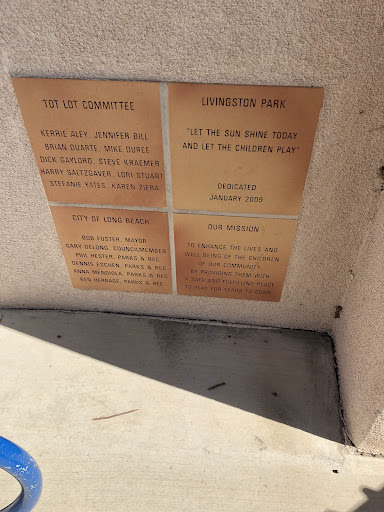 TOT LOT COMMITTEE
KERRIE ALEY, JENNIFER BILL
BRIAN DUARTE, MIKE DUREE
DICK GAYLORD, STEVE KRAEMER
HARRY SALTZGAVER, LORI STUART
STEFANIE YATES, KAREN ZIEBA
LIVINGSTON PARK
"LET THE SUN SHINE TODAY
AND LET THE CHILDREN PLAY"
DEDICATED
JANUARY 2009
CITY OF LONG BEACH
BOB FOSTER, MAYOR
GARY DELONG, COUNCILMEMBER
PHIL HESTER, PARKS & REC
DENNIS ESCHEN, PARKS & REC
ANNA MENDIOLA, PARKS & REC
KEN HERBAGE, PARKS & REC
OUR MISSION
TO ENHANCE THE LIVES AND
WELL BEING OF THE CHILDREN
OF OUR COMMUNITY
BY PROVIDING THEM WITH
A SAFE AND FULFILLING PLACE
TO PLAY FOR YEARS TO COME